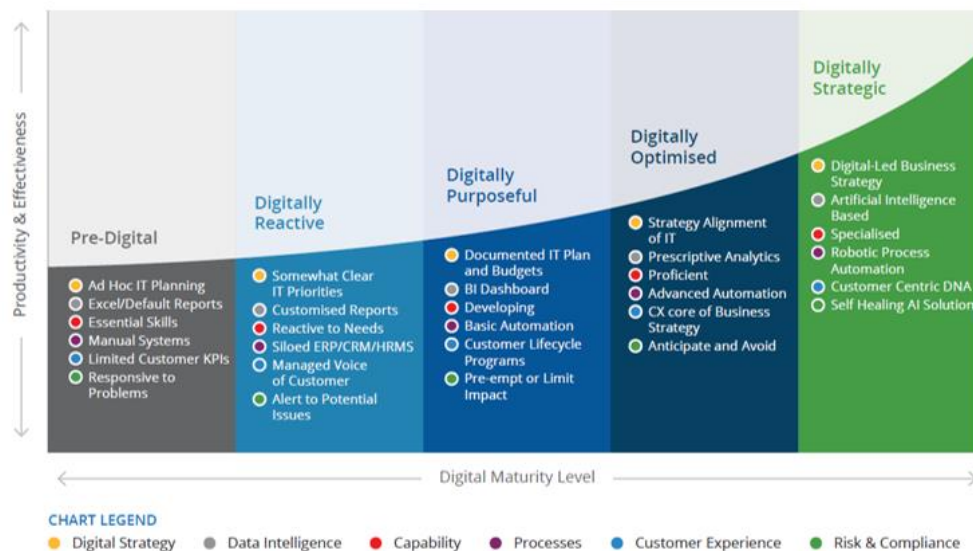 Productivity & Effectiveness
Pre-Digital
Ad Hoc IT Planning
Excel/Default Reports
Essential Skills
Manual Systems
Limited Customer KPIs
Responsive to
Problems
Digitally
Reactive
Somewhat Clear
IT Priorities
Customised Reports
Reactive to Needs
Siloed ERP/CRM/HRMS
Managed Voice
of Customer
Alert to Potential
Issues
Digitally
Purposeful
Documented IT Plan
and Budgets
BI Dashboard
Developing
Basic Automation
Customer Lifecycle
Programs
Pre-empt or Limit
Impact
Digitally
Optimised
Strategy Alignment
of IT
Prescriptive Analytics
Proficient
Advanced Automation
CX core of Business
Strategy
Anticipate and Avoid
Digitally
Strategic
Digital-Led Business
Strategy
Artificial Intelligence
Based
Specialised
Robotic Process
Automation
Customer Centric DNA
Self Healing AI Solution
Digital Maturity Level
CHART LEGEND
Digital Strategy
Data Intelligence
Capability
Processes
Customer Experience
Risk & Compliance